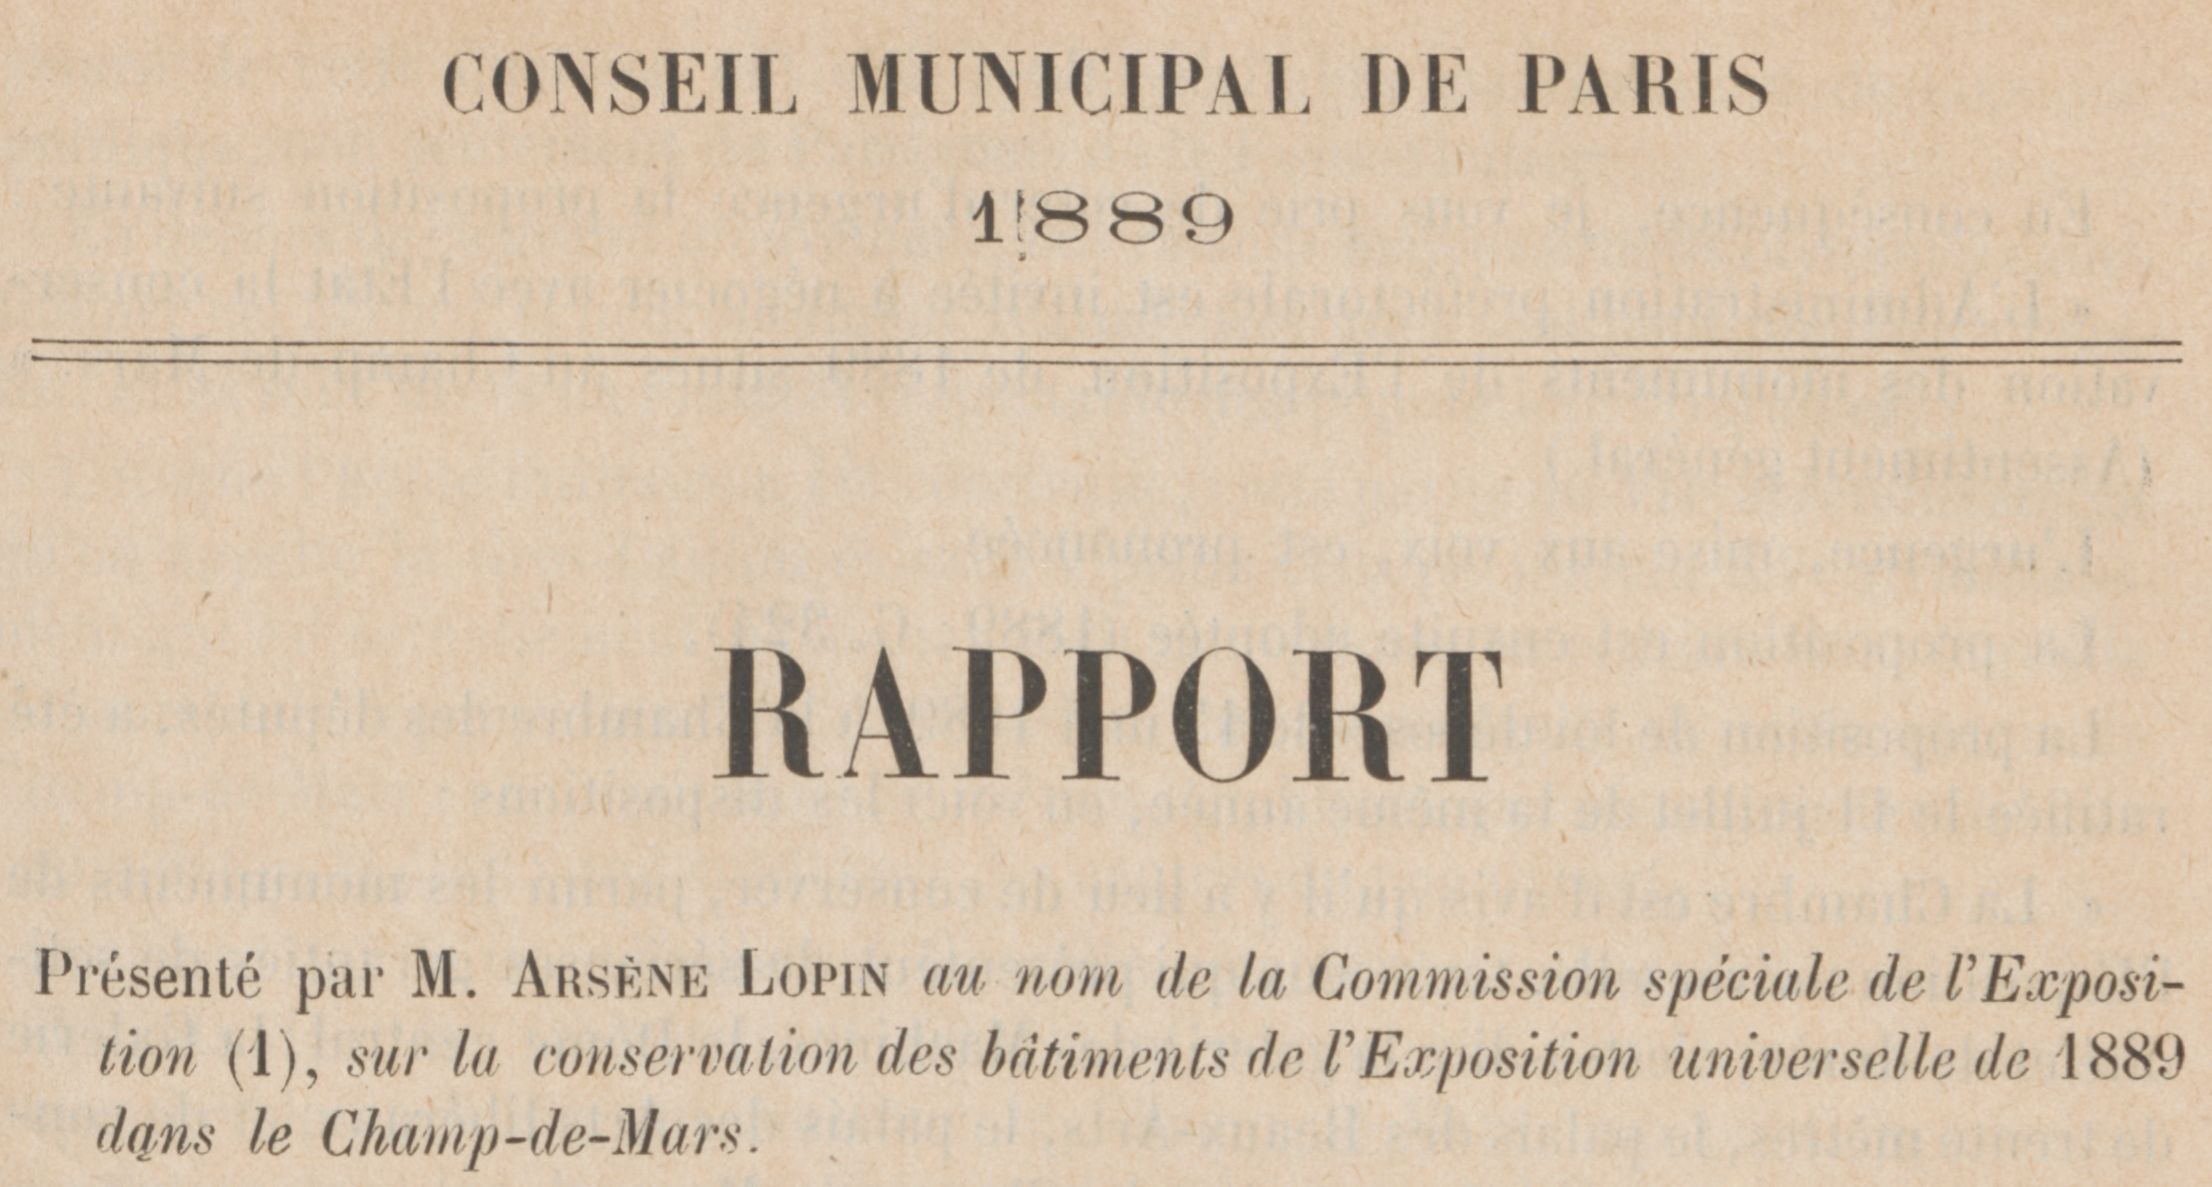 CONSEIL MUNICIPAL DE PARIS
1889
RAPPORT
Présenté par M. ARSÈNE LOPIN au nom de la Commission spéciale de l'Exposi-
tion (1), sur la conservation des bâtiments de l'Exposition universelle de 1889
dans le Champ-de-Mars.